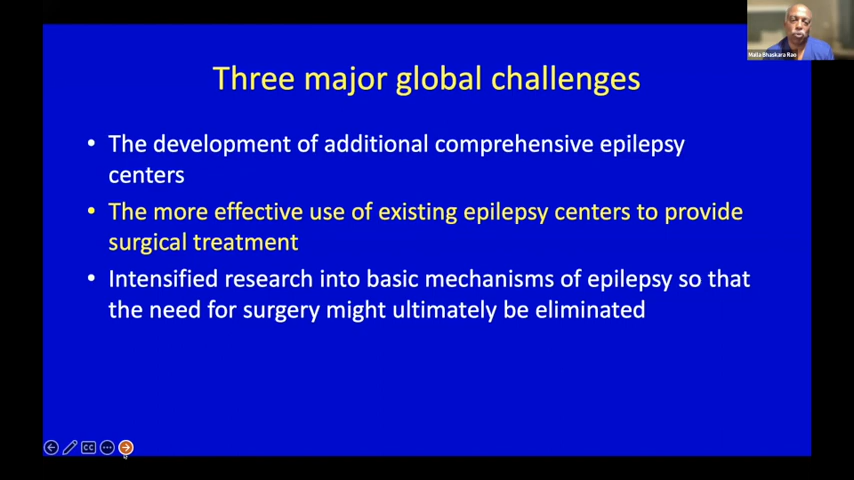 Malla Bhaskara Rao
Three major global challenges
• The development of additional comprehensive epilepsy
centers
• The more effective use of existing epilepsy centers to provide
surgical treatment
• Intensified research into basic mechanisms of epilepsy so that
the need for surgery might ultimately be eliminated
CC